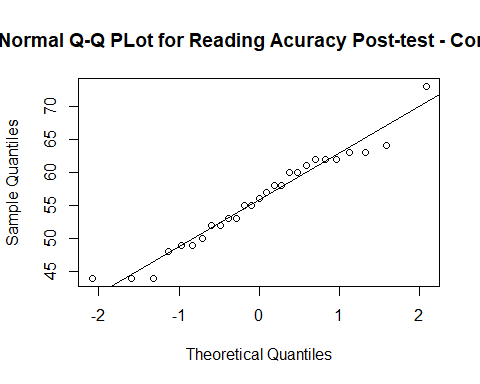 Normal Q-Q PLot for Reading Acuracy Post-test - Cor
70
65
60
55
50
45
Sample Quantiles
-2 -1 0 1 2
Theoretical Quantiles